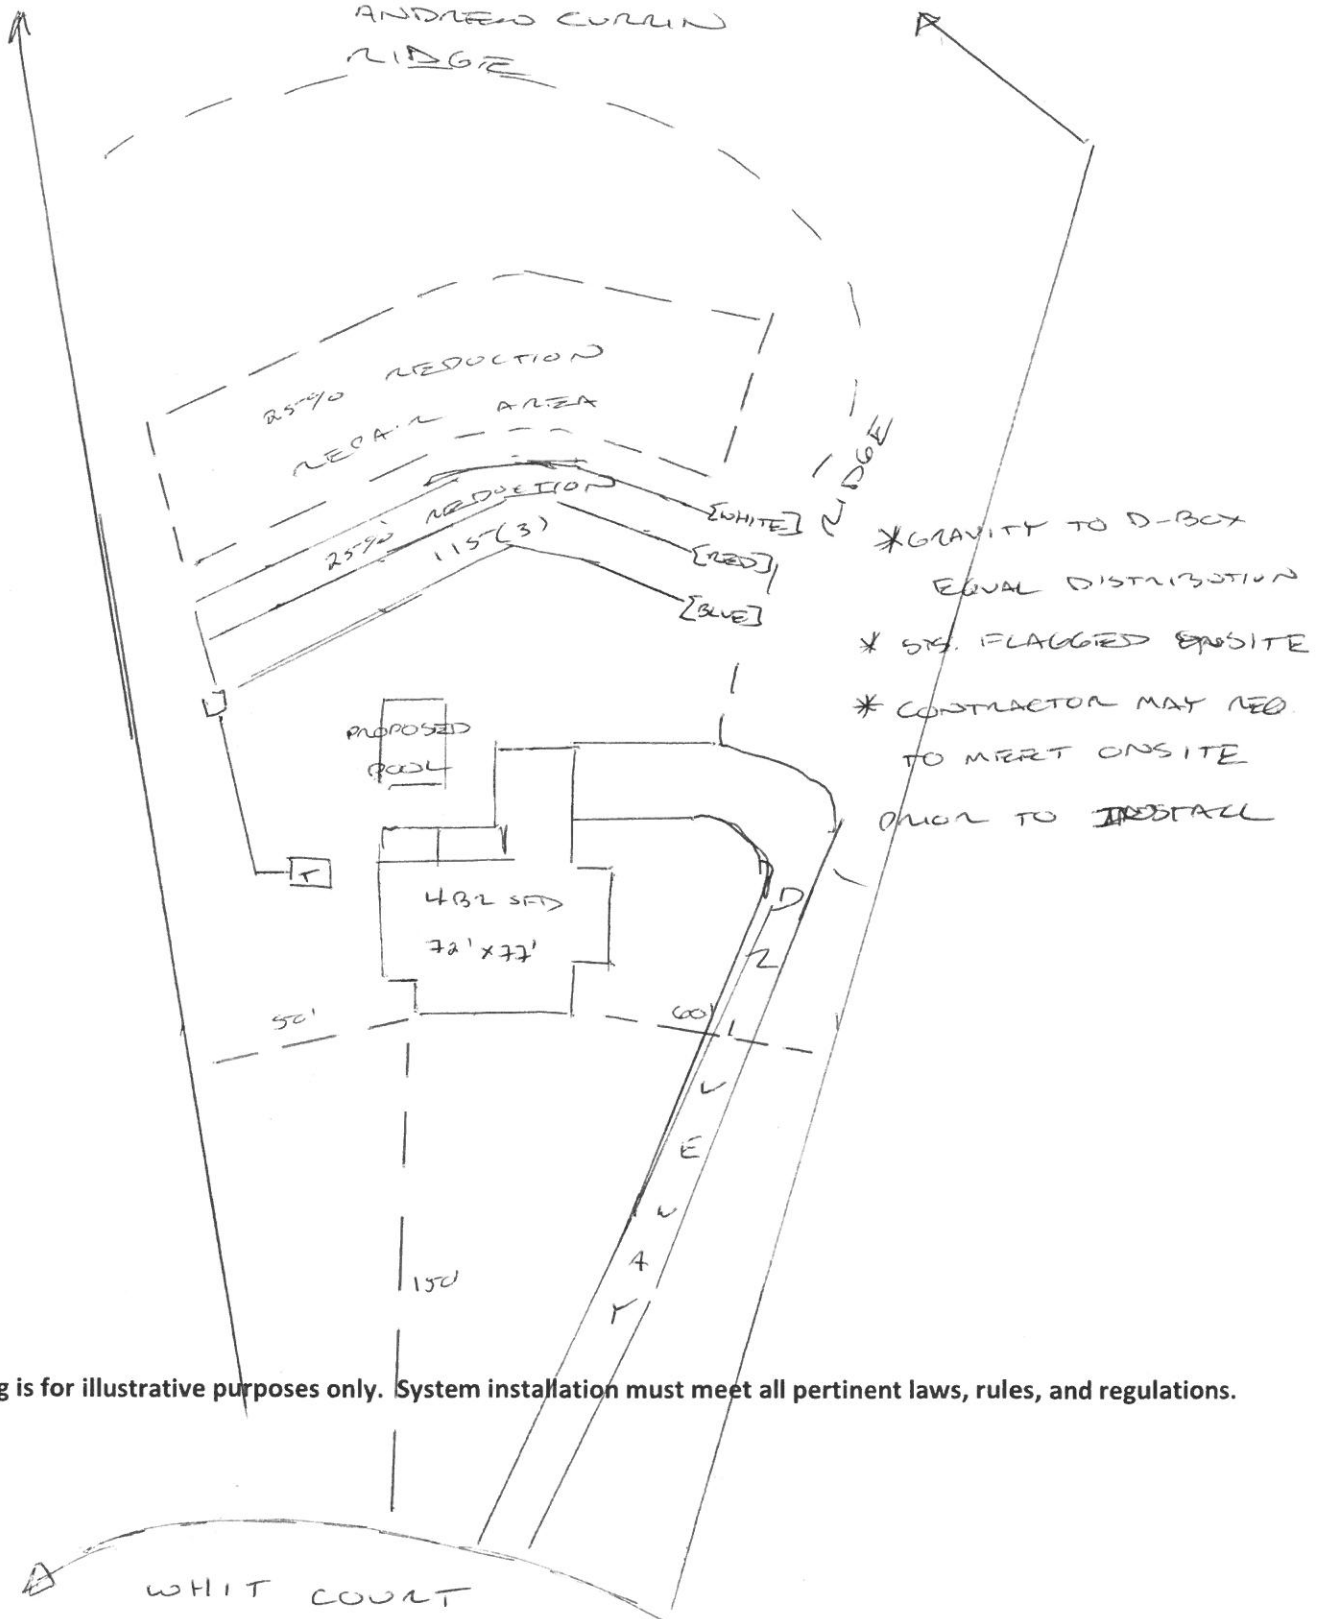 ANDREW CURRIN
RIDGE
25% REDUCTION
REPAIR AREA
25% REDUCTION
115(3)
[WHITE]
[RED]
[BLUE]
RIDGE
*GRAVITY TO D-BOX
EQUAL DISTRIBUTION
* SYS. FLAGGED ONSITE
* CONTRACTOR MAY REQ.
TO MEET ONSITE
PRIOR TO INSTALL
PROPOSED
POOL
T
4BR SFD
72' x 77'
50'
60'
DRIVEWAY
150'
g is for illustrative purposes only. System installation must meet all pertinent laws, rules, and regulations.
WHIT COURT